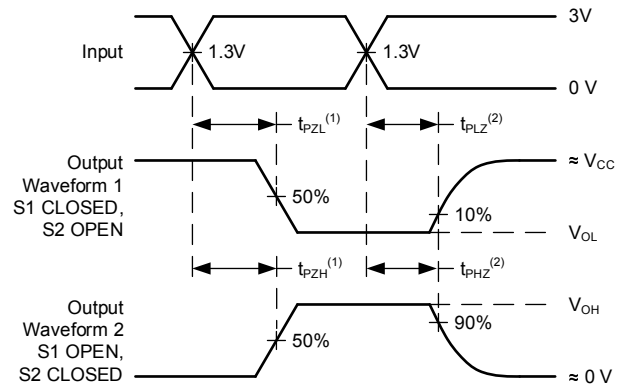 3V
Input
1.3V
1.3V
0 V
tPZL(1)
tPLZ(2)
Output
Waveform 1
S1 CLOSED,
S2 OPEN
≈ VCC
50%
10%
VOL
tPZH(1)
tPHZ(2)
Output
Waveform 2
S1 OPEN,
S2 CLOSED
VOH
90%
50%
≈ 0 V